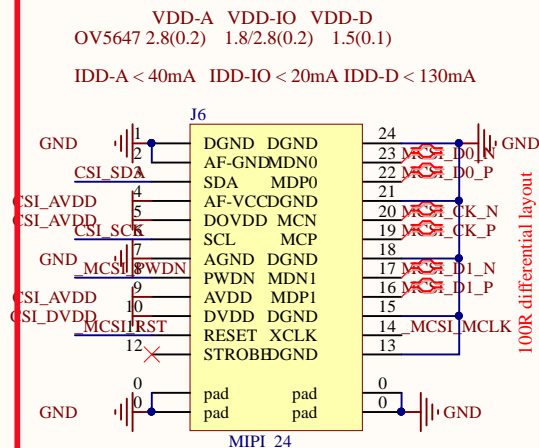 VDD-A VDD-IO VDD-D
OV5647 2.8(0.2) 1.8/2.8(0.2) 1.5(0.1)
IDD-A < 40mA IDD-IO < 20mA IDD-D < 130mA
J6
GND 1 DGND DGND 24 GND
2 AF-GND MDN0 23 MCSI_D0_N
CSI_SDA 3 SDA MDP0 22 MCSI_D0_P
CSI_AVDD 4 AF-VCC DGND 21
CSI_AVDD 5 DOVDD MCN 20 MCSI_CK_N
CSI_SCK 6 SCL MCP 19 MCSI_CK_P
GND 7 AGND DGND 18
_MCSI_PWDN 8 PWDN MDN1 17 MCSI_D1_N
CSI_AVDD 9 AVDD MDP1 16 MCSI_D1_P
CSI_DVDD 10 DVDD DGND 15
_MCSI_RST 11 RESET XCLK 14 _MCSI_MCLK
12 STROBE DGND 13
0 pad pad 0
GND 0 pad pad 0 GND
MIPI_24
100R differential layout